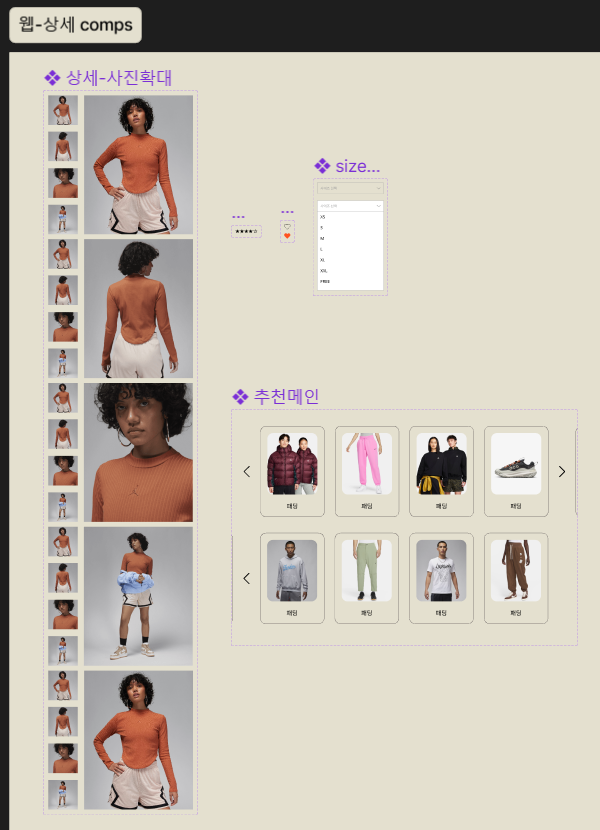 웹-상세 comps
상세-사진확대
size...
...
...
★★★★☆
XS
S
M
L
XL
XXL
FREE
추천메인
패딩
패딩
패딩
패딩
패딩
패딩
패딩
패딩